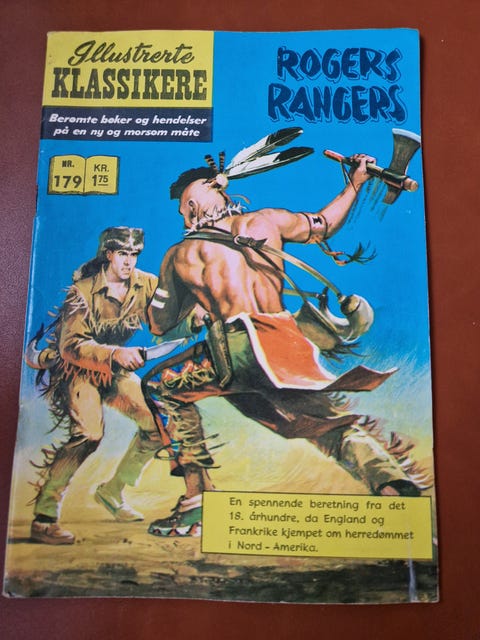 Illustrerte
KLASSIKERE
Berømte bøker og hendelser
på en ny og morsom måte
NR.
179
KR.
1.75
ROGERS
RANGERS
En spennende beretning fra det
18. århundre, da England og
Frankrike kjempet om herredømmet
i Nord - Amerika.